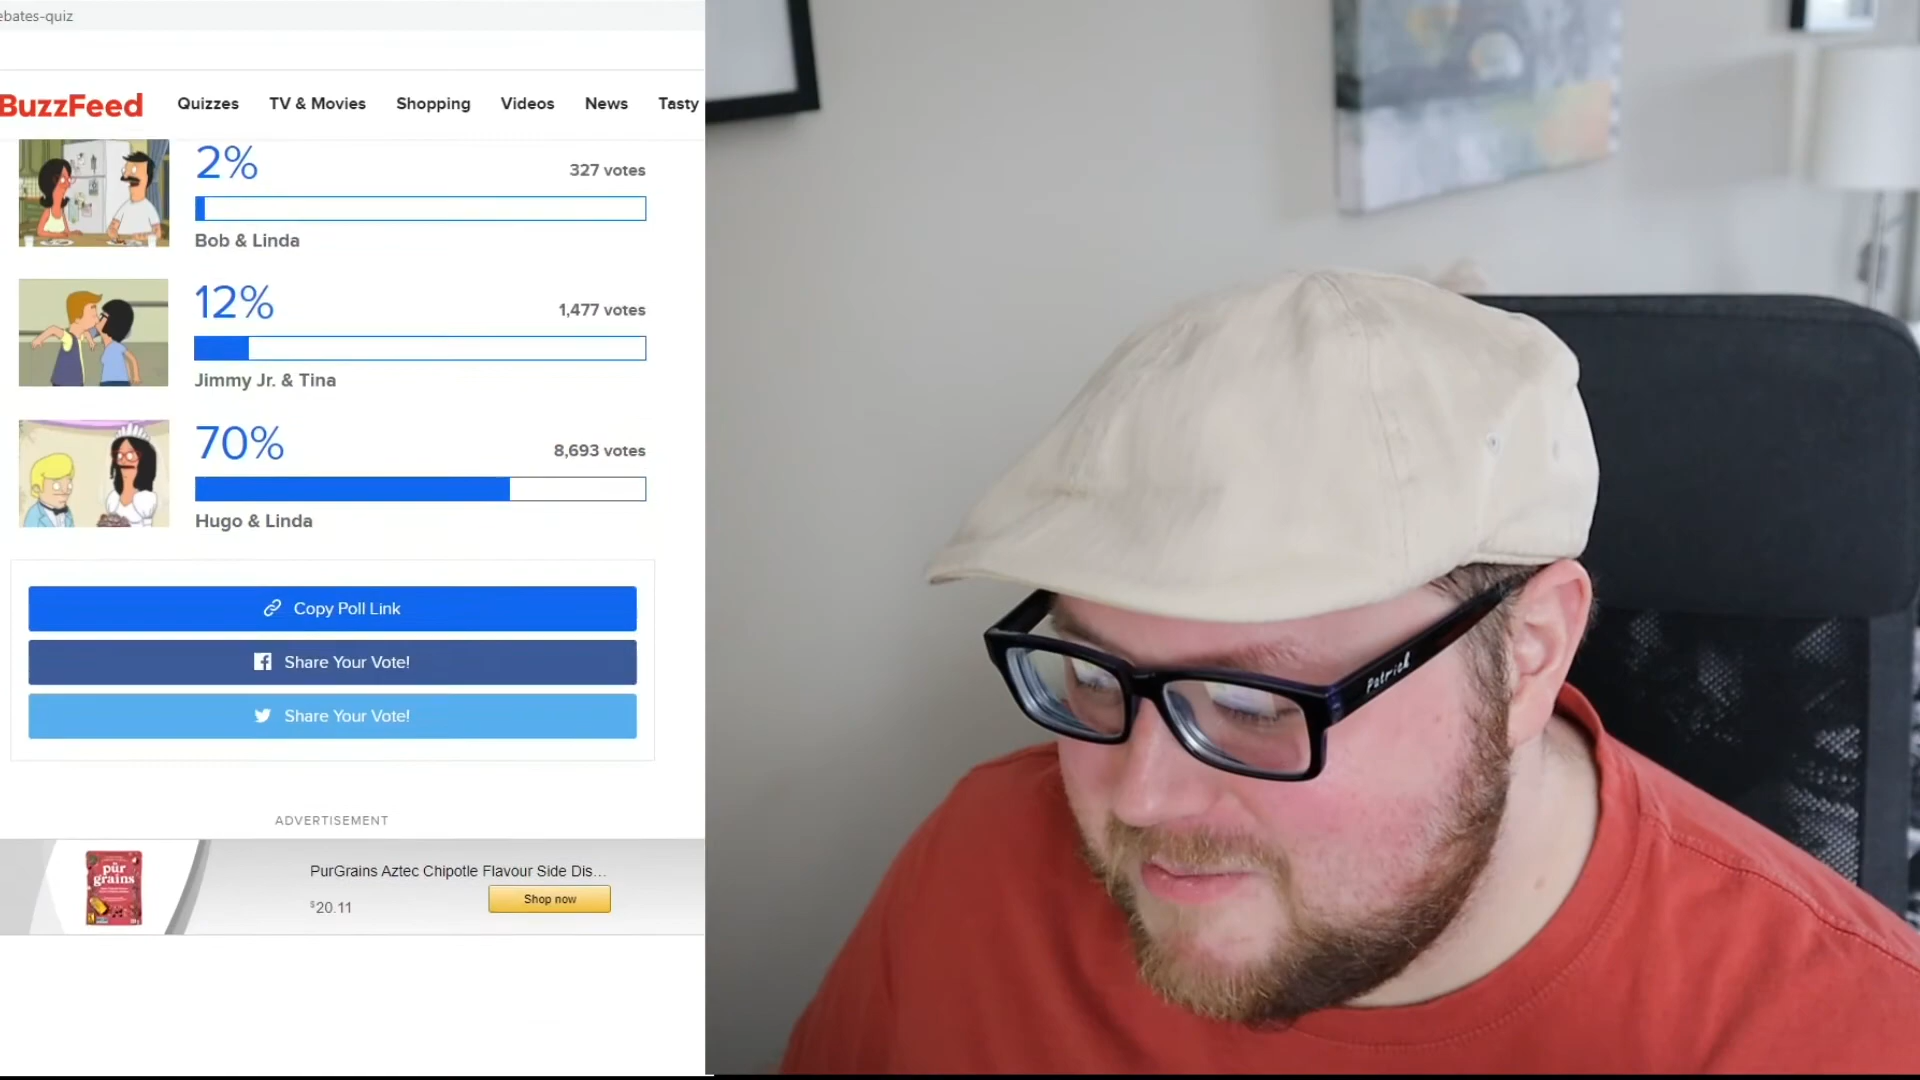 ebates-quiz
BuzzFeed Quizzes TV & Movies Shopping Videos News Tasty
2% 327 votes
Bob & Linda
12% 1,477 votes
Jimmy Jr. & Tina
70% 8,693 votes
Hugo & Linda
Copy Poll Link
Share Your Vote!
Share Your Vote!
ADVERTISEMENT
pür
grains
PurGrains Aztec Chipotle Flavour Side Dis...
$20.11
Shop now
Patrick